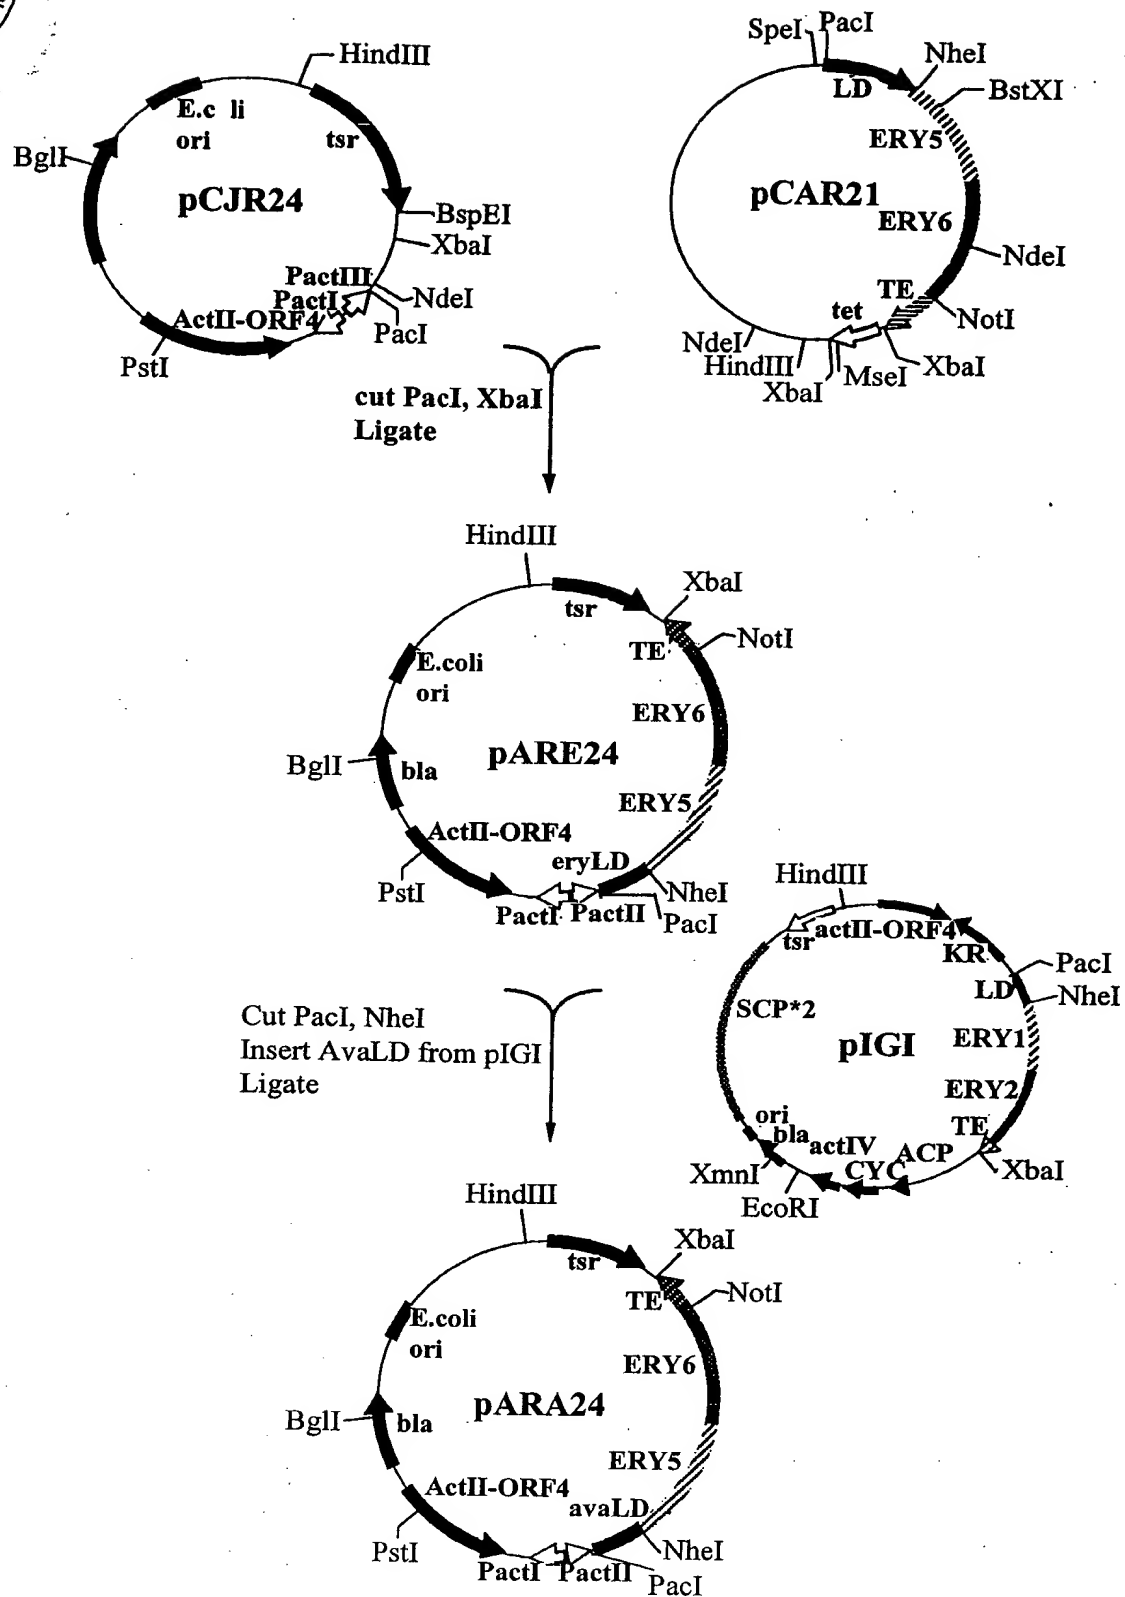 HindIII
E.c li
ori
tsr
BglI
pCJR24
BspEI
XbaI
PactIII
PactI
NdeI
ActII-ORF4
PacI
PstI
SpeI
PacI
NheI
LD
BstXI
ERY5
pCAR21
ERY6
NdeI
TE
tet
NotI
NdeI
HindIII
XbaI
MseI
XbaI
cut PacI, XbaI
Ligate
HindIII
tsr
XbaI
TE
NotI
E.coli
ori
ERY6
pARE24
BglI
bla
ERY5
ActII-ORF4
eryLD
PstI
NheI
PactI
PactII
PacI
Cut PacI, NheI
Insert AvaLD from pIGI
Ligate
HindIII
tsr
actII-ORF4
KR
PacI
LD
NheI
SCP*2
pIGI
ERY1
ERY2
ori
bla
actIV
TE
ACP
CYC
XmnI
XbaI
EcoRI
HindIII
tsr
XbaI
TE
NotI
E.coli
ori
ERY6
pARA24
BglI
bla
ERY5
ActII-ORF4
avaLD
PstI
NheI
PactI
PactII
PacI